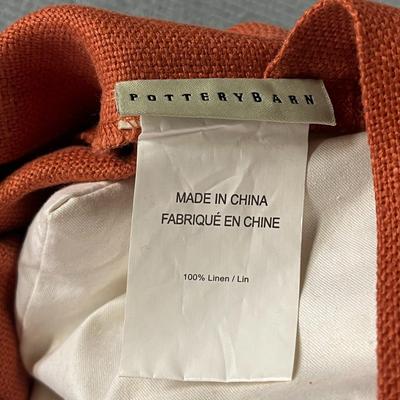 POTTERYBARN
MADE IN CHINA
FABRIQUÉ EN CHINE
100% Linen / Lin